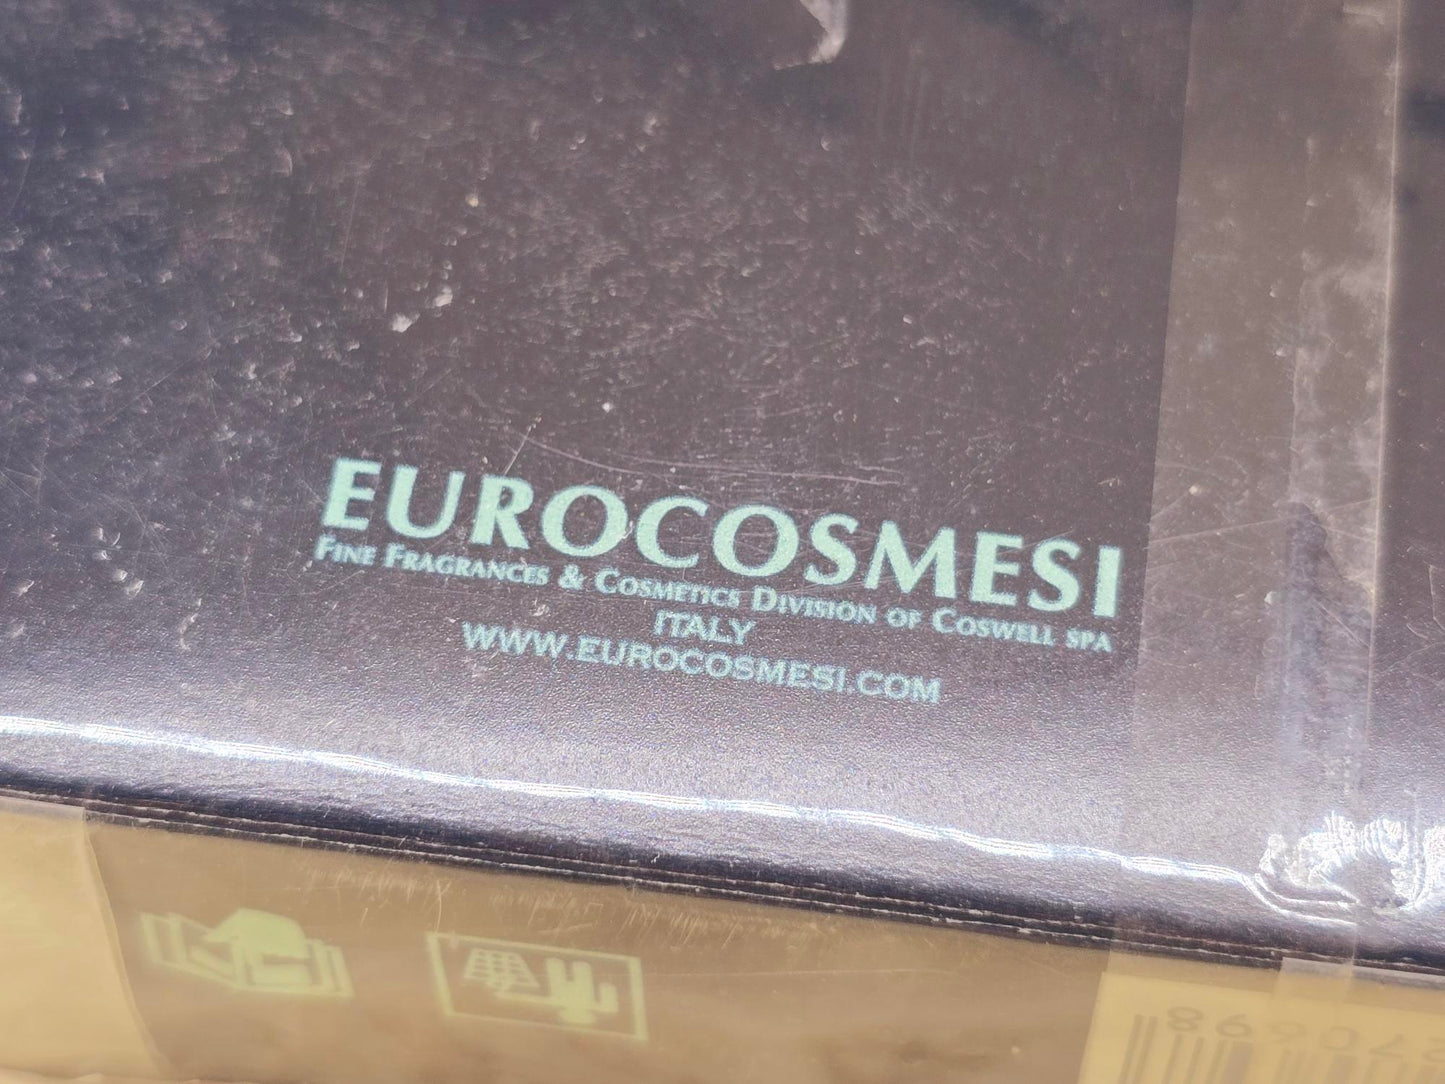 EUROCOSMESI
FINE FRAGRANCES & COSMETICS DIVISION OF COSWELL SPA
ITALY
WWW.EUROCOSMESI.COM